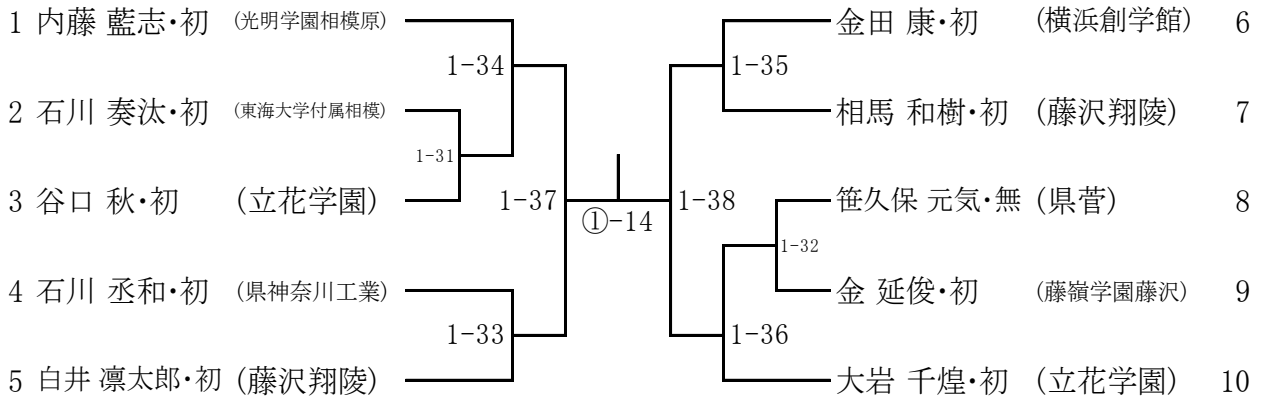 1 内藤 藍志・初 (光明学園相模原)
1-34
2 石川 奏汰・初 (東海大学付属相模)
1-31
3 谷口 秋・初 (立花学園)
1-37
4 石川 丞和・初 (県神奈川工業)
1-33
5 白井 凛太郎・初 (藤沢翔陵)
①-14
金田 康・初 (横浜創学館) 6
1-35
相馬 和樹・初 (藤沢翔陵) 7
1-38
笹久保 元気・無 (県菅) 8
1-32
金 延俊・初 (藤嶺学園藤沢) 9
1-36
大岩 千煌・初 (立花学園) 10